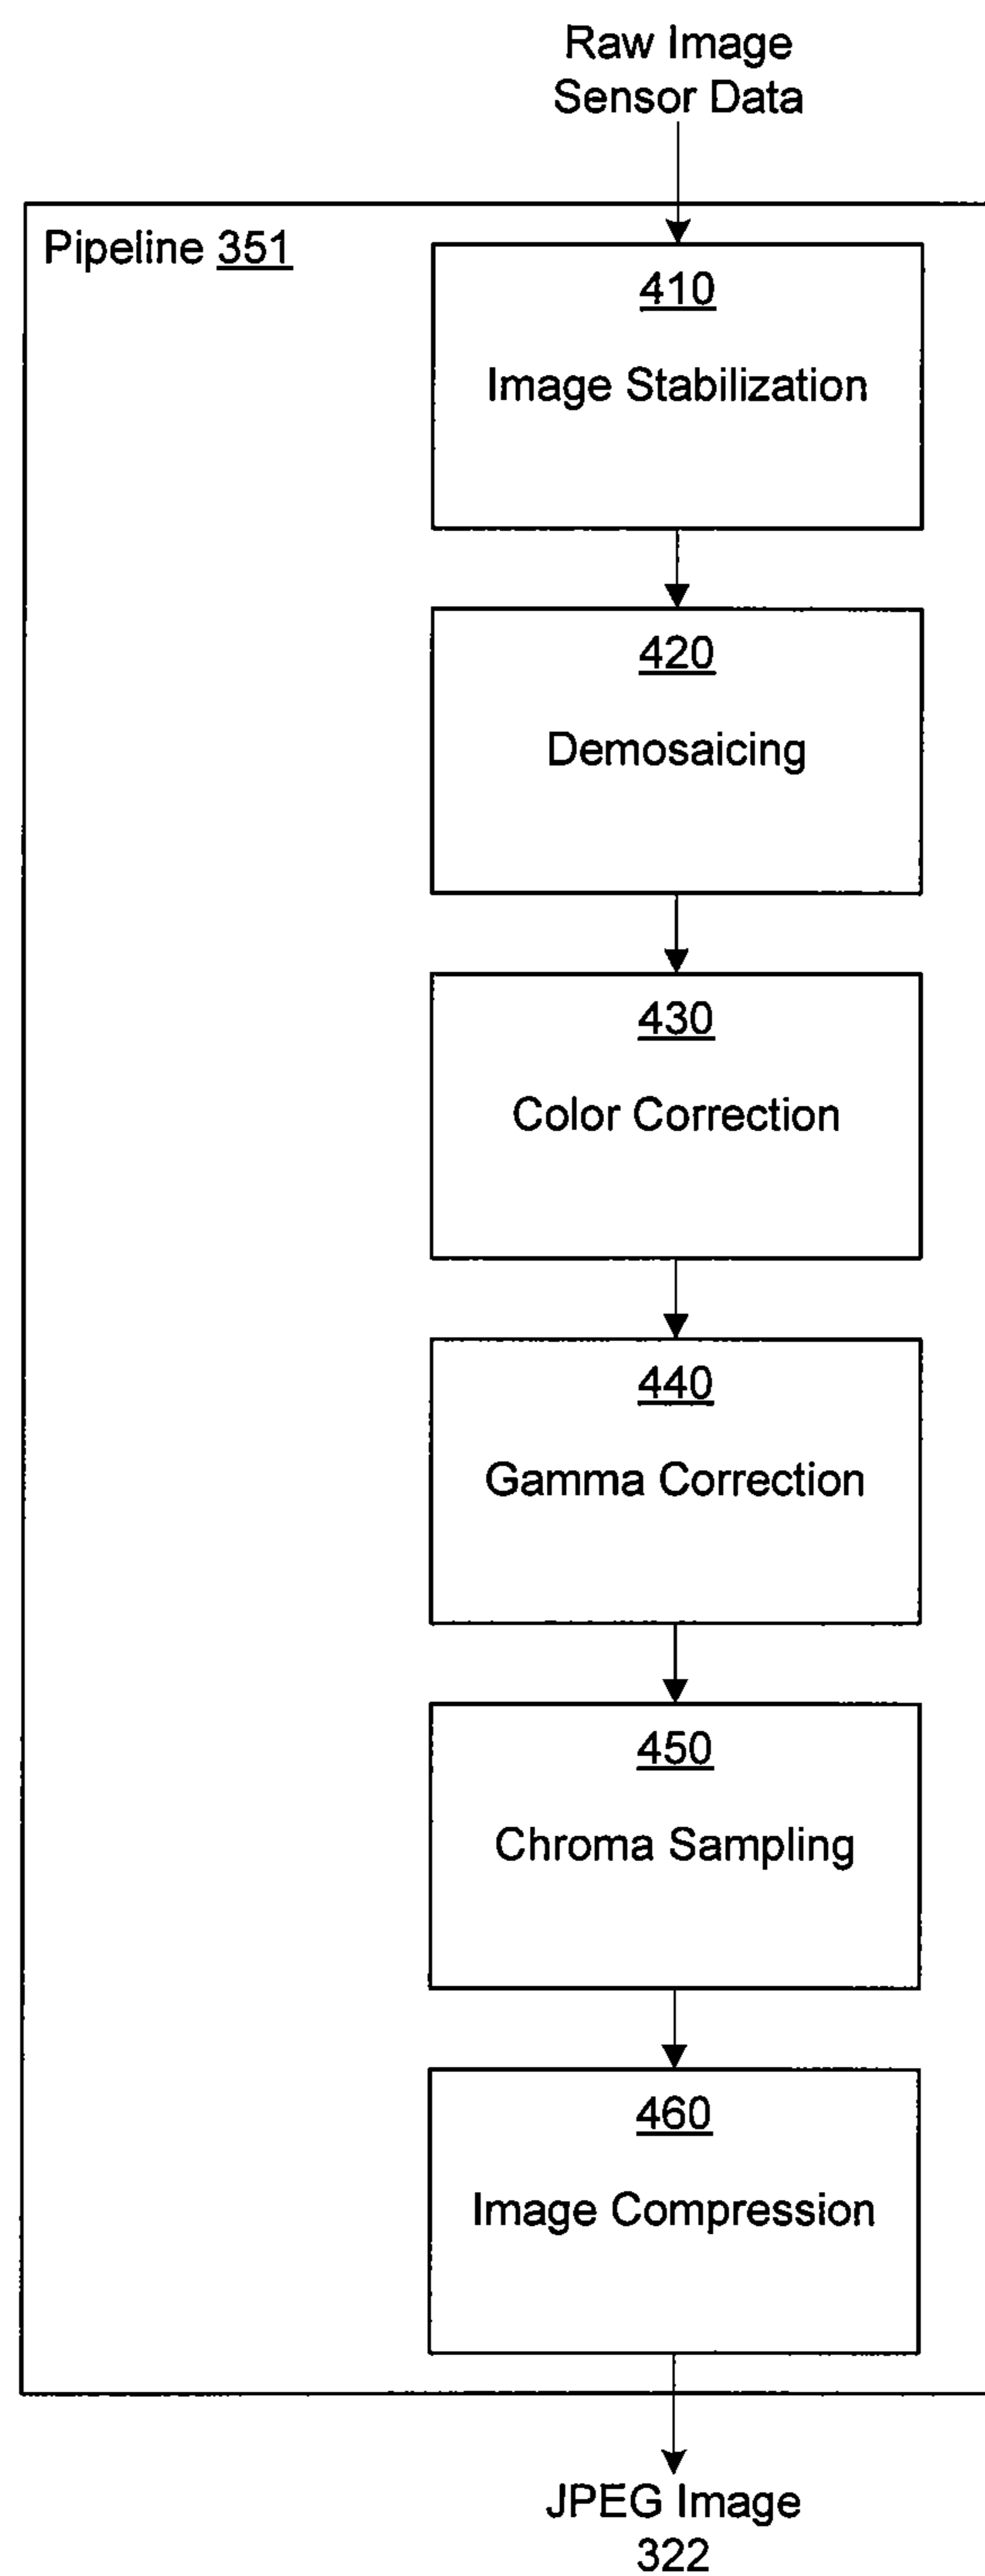 Raw Image
Sensor Data
Pipeline 351
410
Image Stabilization
420
Demosaicing
430
Color Correction
440
Gamma Correction
450
Chroma Sampling
460
Image Compression
JPEG Image
322